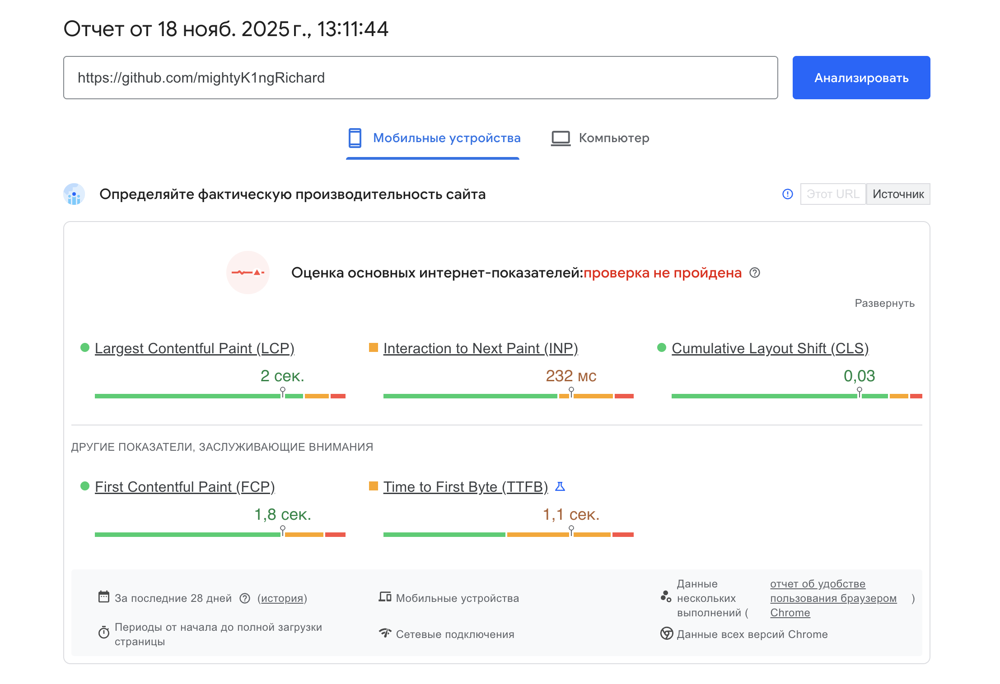 Отчет от 18 нояб. 2025 г., 13:11:44
https://github.com/mightyK1ngRichard
Анализировать
Мобильные устройства
Компьютер
Определяйте фактическую производительность сайта
Этот URL
Источник
Оценка основных интернет-показателей:проверка не пройдена
Развернуть
Largest Contentful Paint (LCP)
2 сек.
Interaction to Next Paint (INP)
232 мс
Cumulative Layout Shift (CLS)
0,03
ДРУГИЕ ПОКАЗАТЕЛИ, ЗАСЛУЖИВАЮЩИЕ ВНИМАНИЯ
First Contentful Paint (FCP)
1,8 сек.
Time to First Byte (TTFB)
1,1 сек.
За последние 28 дней (история)
Мобильные устройства
Данные
нескольких
выполнений (
отчет об удобстве
пользования браузером
Chrome
)
Периоды от начала до полной загрузки
страницы
Сетевые подключения
Данные всех версий Chrome